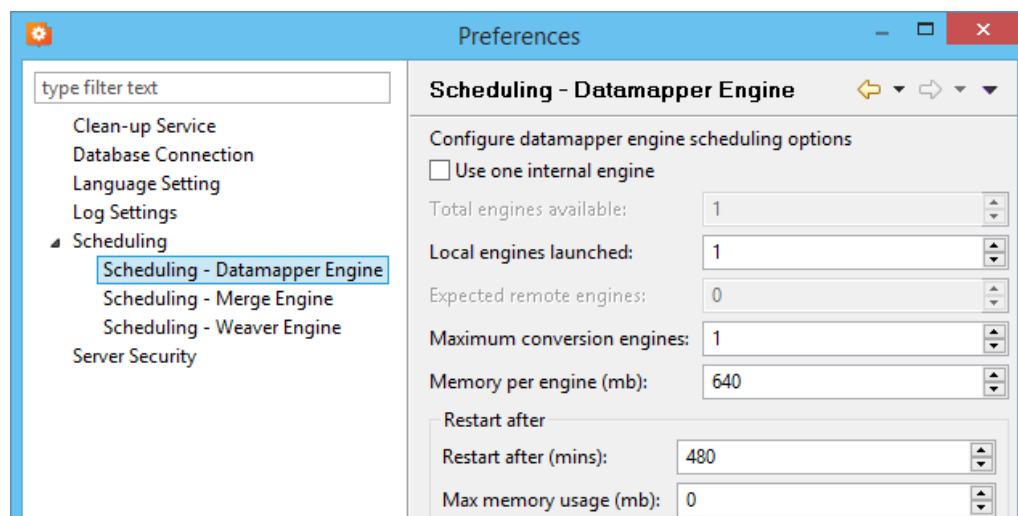 Preferences
type filter text
Clean-up Service
Database Connection
Language Setting
Log Settings
Scheduling
Scheduling - Datamapper Engine
Scheduling - Merge Engine
Scheduling - Weaver Engine
Server Security
Scheduling - Datamapper Engine
Configure datamapper engine scheduling options
Use one internal engine
Total engines available: 1
Local engines launched: 1
Expected remote engines: 0
Maximum conversion engines: 1
Memory per engine (mb): 640
Restart after
Restart after (mins): 480
Max memory usage (mb): 0